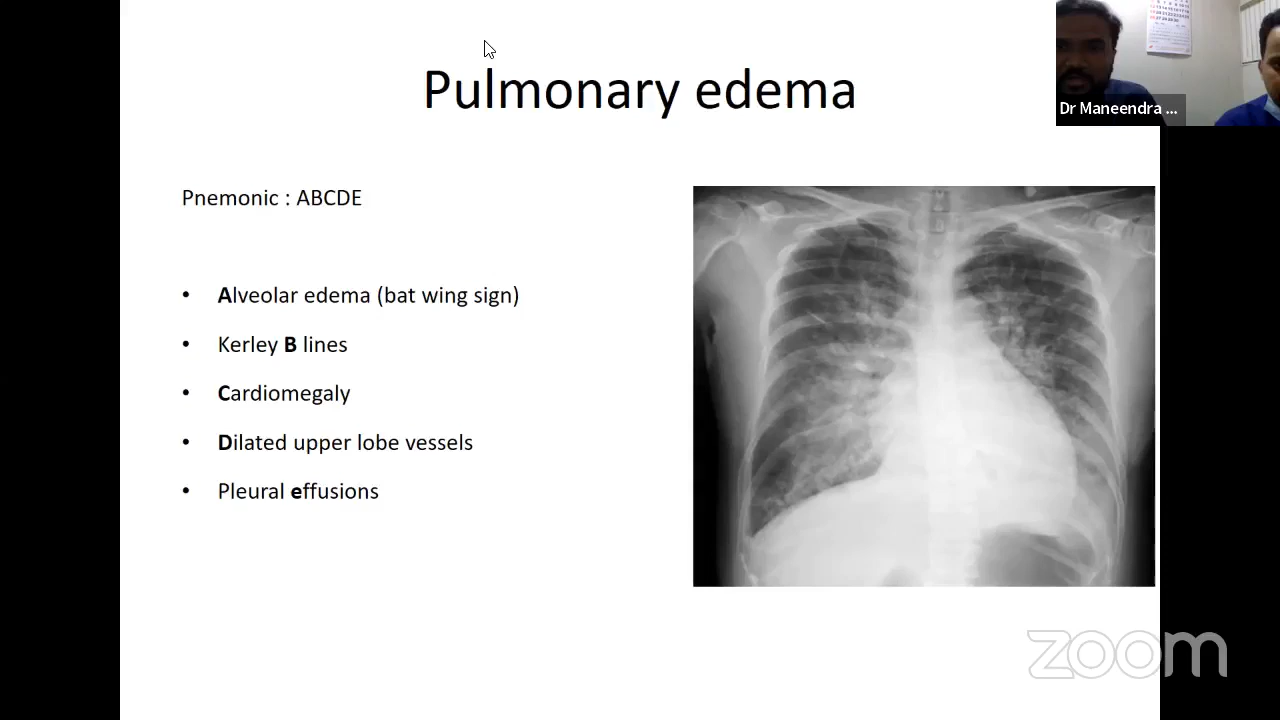 Pulmonary edema
Dr Maneendra ...
Pnemonic : ABCDE
• Alveolar edema (bat wing sign)
• Kerley B lines
• Cardiomegaly
• Dilated upper lobe vessels
• Pleural effusions
zoom